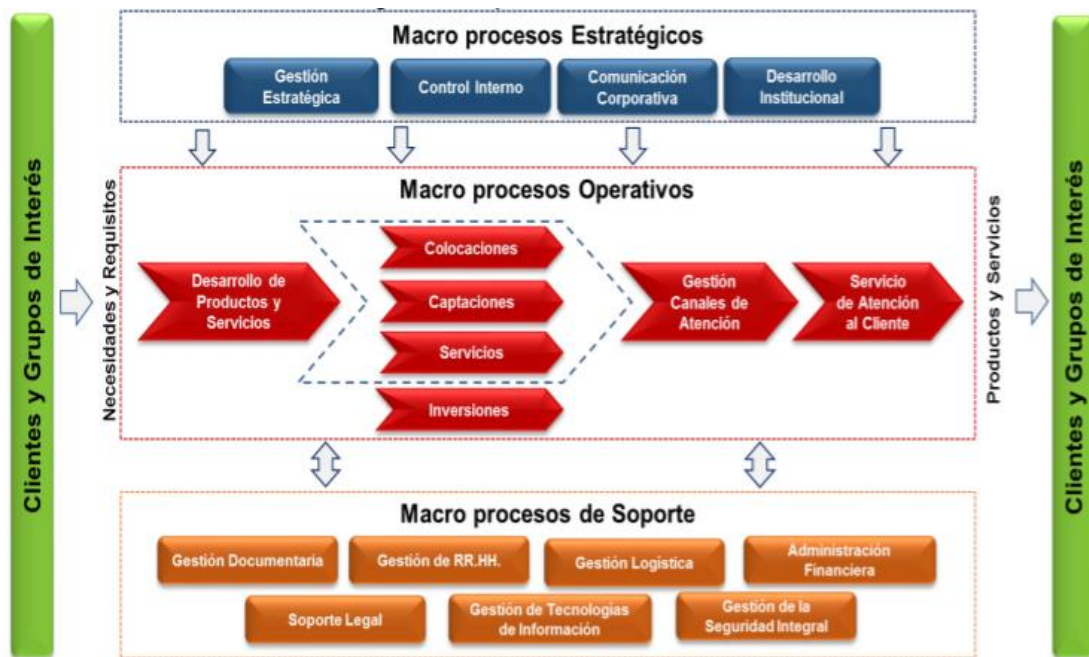 Macro procesos Estratégicos
Gestión
Estratégica
Control Interno
Comunicación
Corporativa
Desarrollo
Institucional
Clientes y Grupos de Interés
Necesidades y Requisitos
Macro procesos Operativos
Desarrollo de
Productos y
Servicios
Colocaciones
Captaciones
Servicios
Inversiones
Gestión
Canales de
Atención
Servicio
de Atención
al Cliente
Productos y Servicios
Clientes y Grupos de Interés
Macro procesos de Soporte
Gestión Documentaria
Gestión de RR.HH.
Gestión Logística
Administración
Financiera
Soporte Legal
Gestión de Tecnologías
de Información
Gestión de la
Seguridad Integral